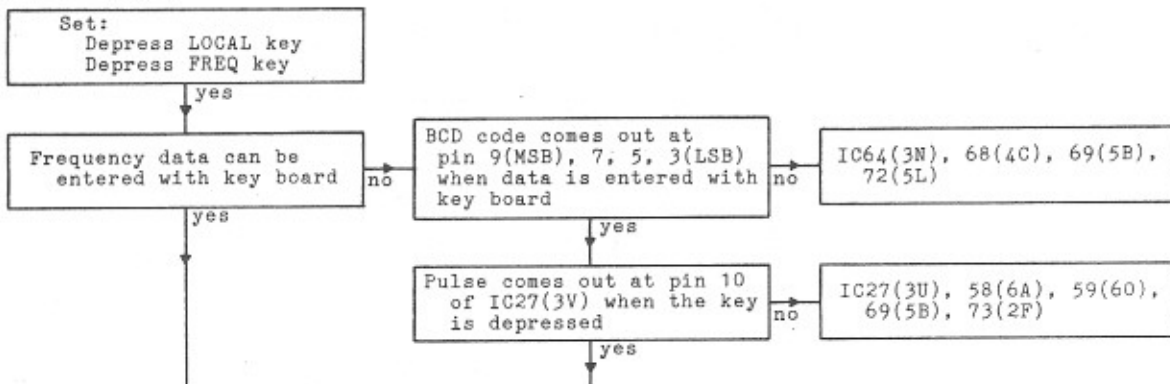 Set:
Depress LOCAL key
Depress FREQ key
yes
Frequency data can be
entered with key board
no
yes
BCD code comes out at
pin 9(MSB), 7, 5, 3(LSB)
when data is entered with
key board
no
yes
IC64(3N), 68(4C), 69(5B),
72(5L)
Pulse comes out at pin 10
of IC27(3V) when the key
is depressed
no
yes
IC27(3U), 58(6A), 59(60),
69(5B), 73(2F)